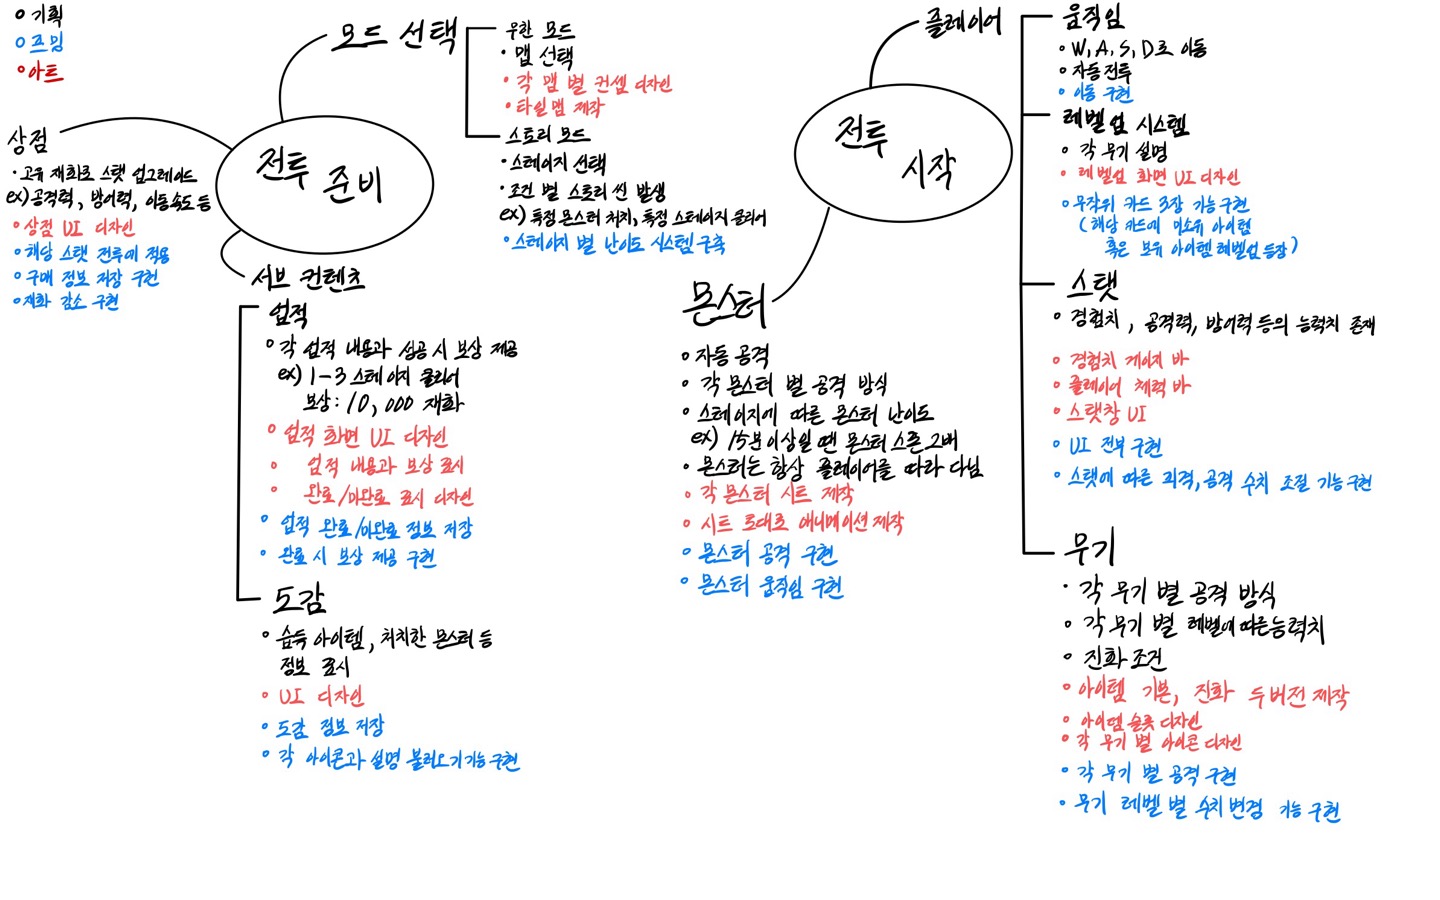 ○ 기획
○ 프밍
○ 아트
전투 준비
모드 선택
무한 모드
· 맵 선택
○ 각 맵 별 컨셉 디자인
○ 타일맵 제작
스토리 모드
· 스테이지 선택
· 조건 별 스토리 씬 발생
ex) 특정 몬스터 처치, 특정 스테이지 클리어
○ 스테이지 별 난이도 시스템 구축
상점
· 고유 재화로 스탯 업그레이드
ex) 공격력, 방어력, 이동속도 등
○ 상점 UI 디자인
○ 해당 스탯 전투에 적용
○ 구매 정보 저장 구현
○ 재화 감소 구현
서브 컨텐츠
업적
○ 각 업적 내용과 성공 시 보상 제공
ex) 1-3 스테이지 클리어
보상: 10,000 재화
○ 업적 화면 UI 디자인
○ 업적 내용과 보상 표시
○ 완료/미완료 표시 디자인
○ 업적 완료/미완료 정보 저장
○ 완료 시 보상 제공 구현
도감
○ 습득 아이템, 처치한 몬스터 등
정보 표시
○ UI 디자인
○ 도감 정보 저장
○ 각 아이콘과 설명 불러오기 기능 구현
전투 시작
플레이어
움직임
○ W, A, S, D로 이동
○ 자동 전투
○ 이동 구현
레벨업 시스템
○ 각 무기 설명
○ 레벨업 화면 UI 디자인
○ 무작위 카드 3장 기능 구현
(해당 카드에 미소유 아이템
혹은 보유 아이템 레벨업 등장)
스탯
○ 경험치, 공격력, 방어력 등의 능력치 존재
○ 경험치 게이지 바
○ 플레이어 체력 바
○ 스탯창 UI
○ UI 전부 구현
○ 스탯에 따른 피격, 공격 수치 조절 기능 구현
무기
· 각 무기 별 공격 방식
○ 각 무기 별 레벨에 따른 능력치
○ 진화 조건
○ 아이템 기본, 진화 두 버전 제작
○ 아이템 슬롯 디자인
○ 각 무기 별 아이콘 디자인
○ 각 무기 별 공격 구현
○ 무기 레벨 별 수치 변경 기능 구현
몬스터
○ 자동 공격
○ 각 몬스터 별 공격 방식
○ 스테이지에 따른 몬스터 난이도
ex) 15분 이상일 땐 몬스터 스폰 2배
○ 몬스터는 항상 플레이어를 따라 다님
○ 각 몬스터 시트 제작
○ 시트 토대로 애니메이션 제작
○ 몬스터 공격 구현
○ 몬스터 움직임 구현